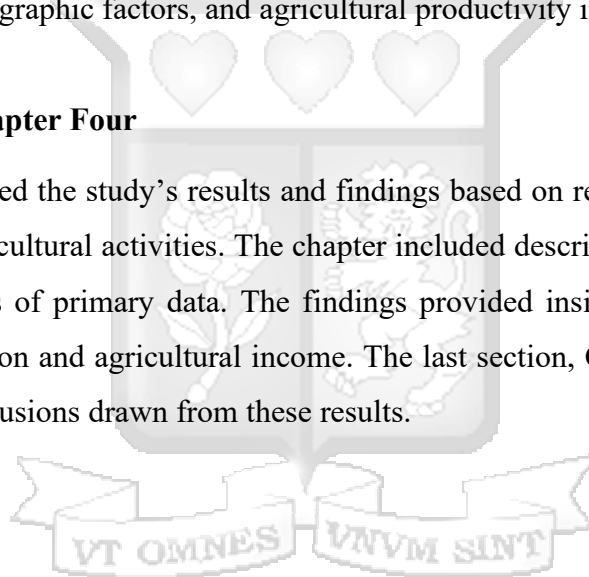 graphic factors, and agricultural productivity i
apter Four
ed the study’s results and findings based on re
cultural activities. The chapter included descri
s of primary data. The findings provided insi
on and agricultural income. The last section, C
usions drawn from these results.
VT OMNES VNVM SINT